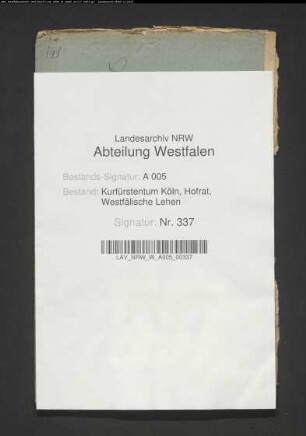 Landesarchiv NRW
Abteilung Westfalen
Bestands-Signatur: A 005
Bestand: Kurfürstentum Köln, Hofrat,
Westfälische Lehen
Signatur: Nr. 337
LAV_NRW_W_A005_00337